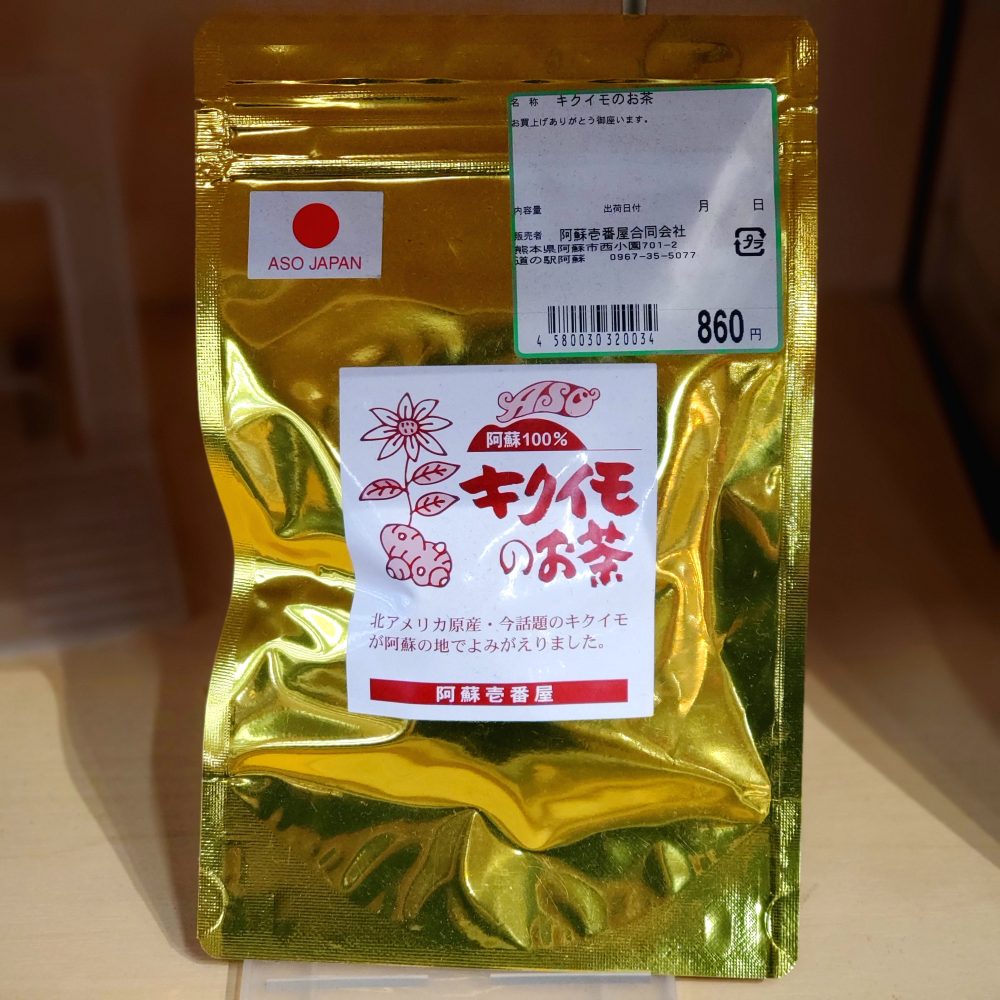 名 称 キクイモのお茶
お買上げありがとう御座います。
内容量 出荷日付 月 日
販売者 阿蘇壱番屋合同会社
熊本県阿蘇市西小園701-2
道の駅阿蘇 0967-35-5077
プラ
4 580030320034
860円
ASO JAPAN
ASO
阿蘇100%
キクイモ
のお茶
北アメリカ原産・今話題のキクイモ
が阿蘇の地でよみがえりました。
阿蘇壱番屋